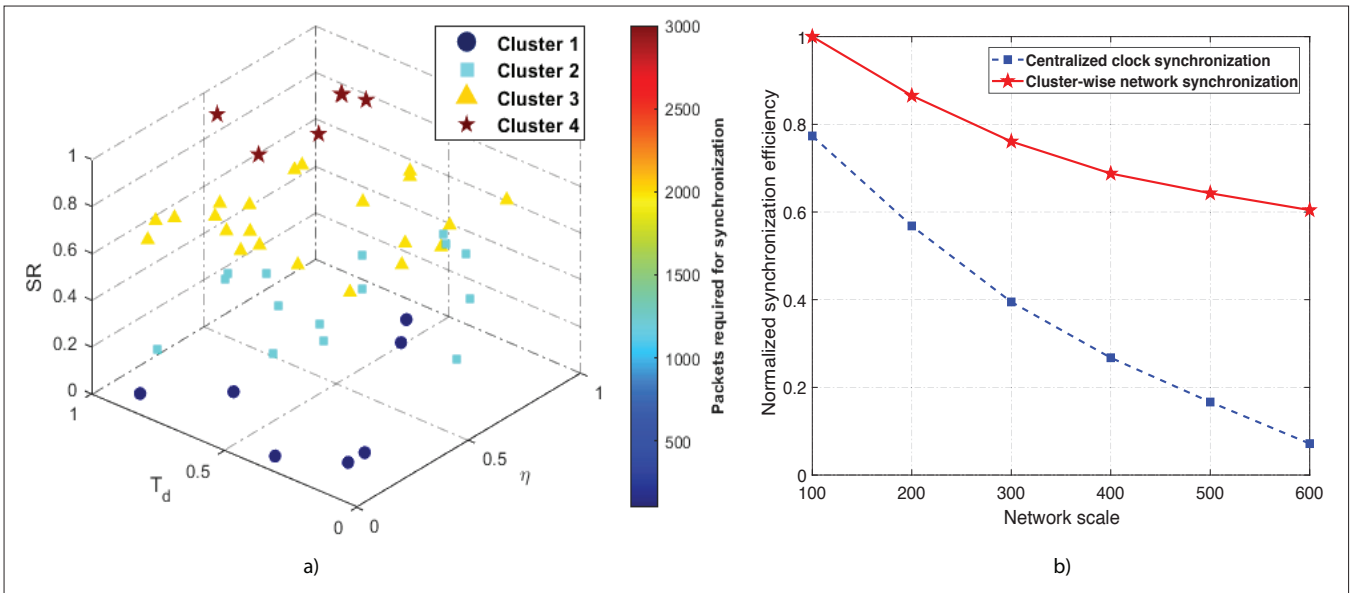 Cluster 1
Cluster 2
Cluster 3
Cluster 4
1
0.8
0.6
0.4
0.2
0
SR
1
0.5
0
T_d
0
0.5
1
η
3000
2500
2000
1500
1000
500
Packets required for synchronization
a)
Centralized clock synchronization
Cluster-wise network synchronization
1
0.8
0.6
0.4
0.2
0
Normalized synchronization efficiency
100 200 300 400 500 600
Network scale
b)